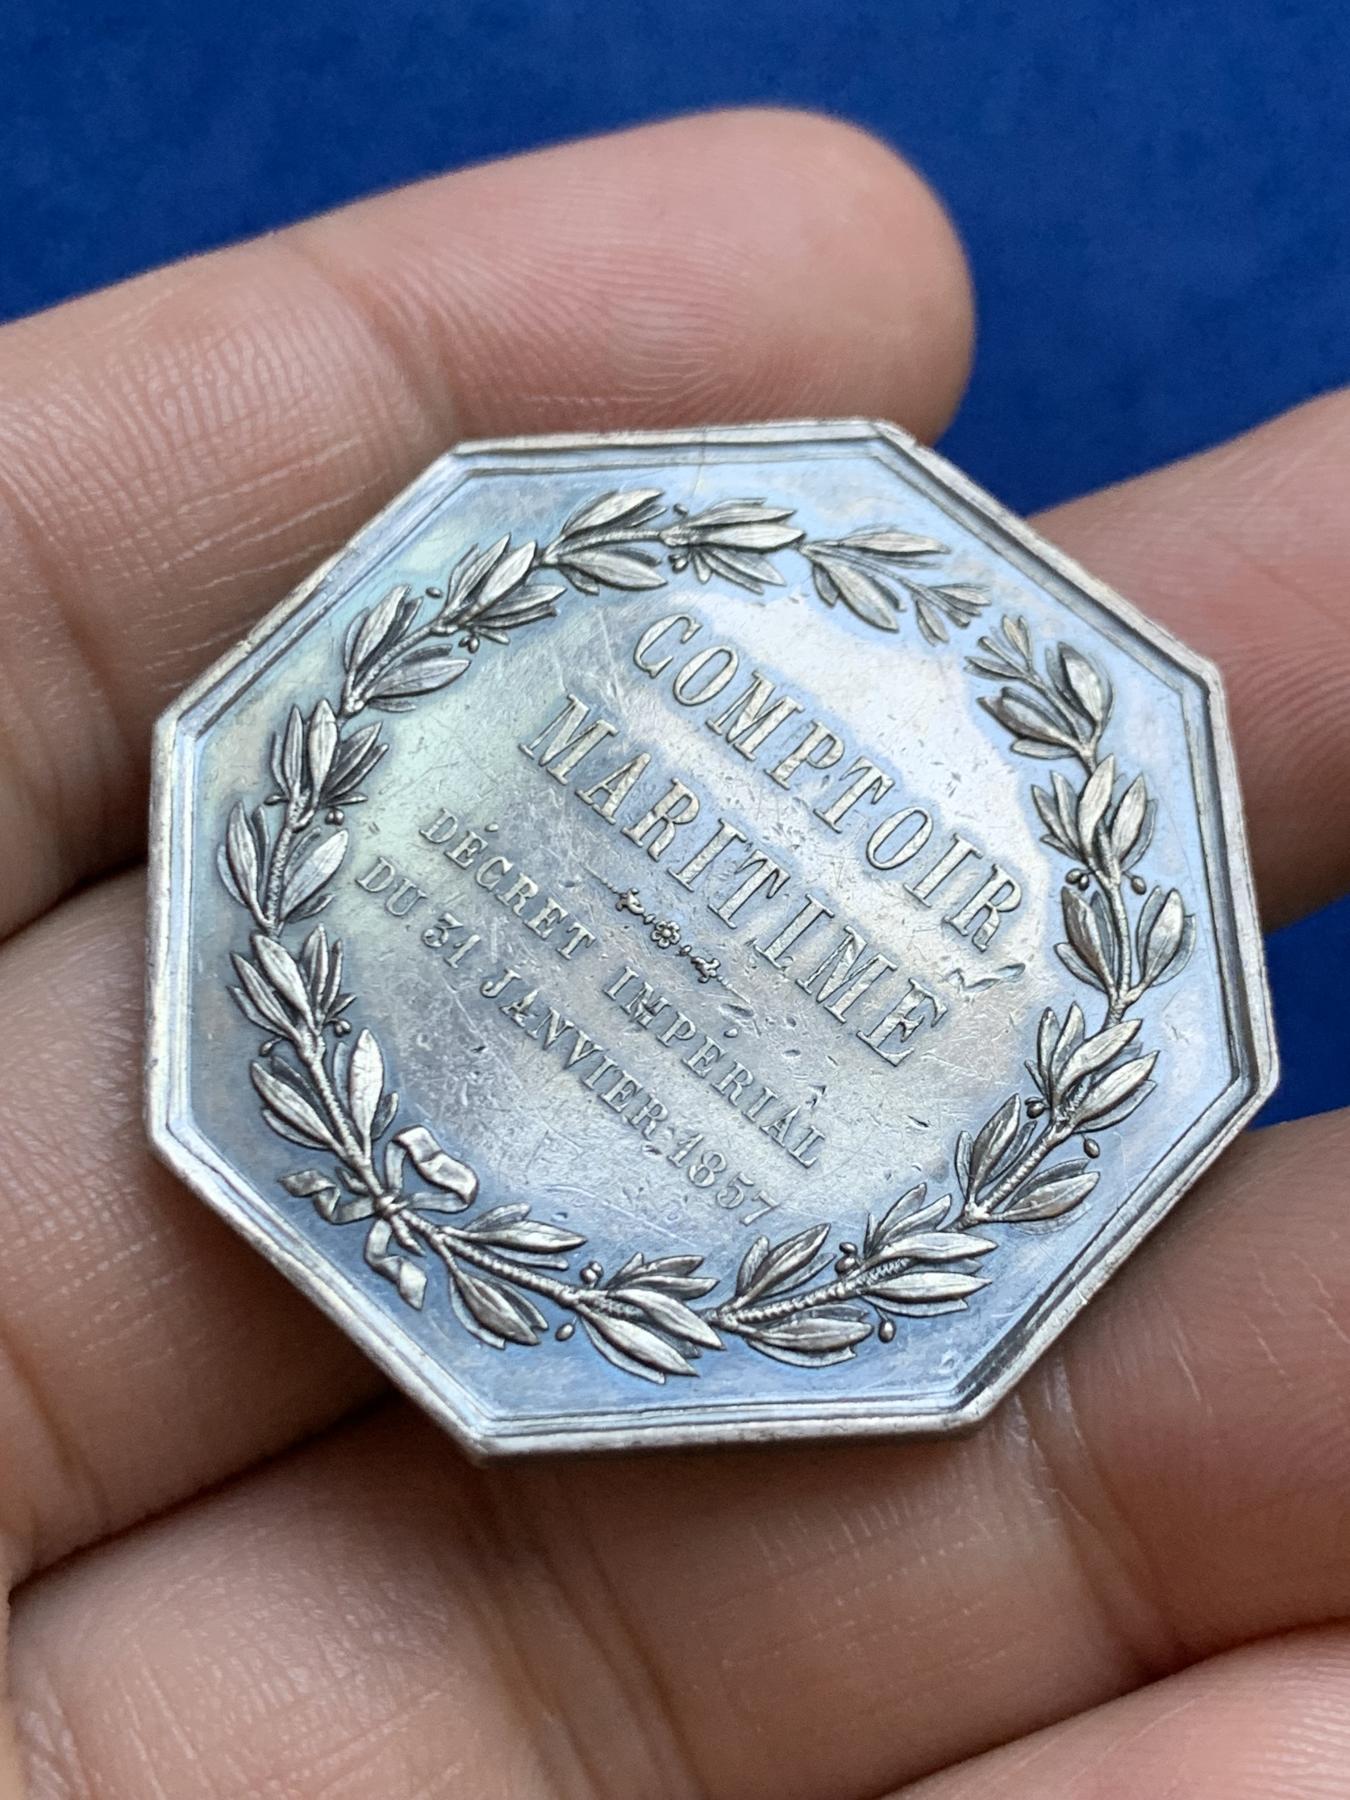 COMPTOIR
MARITIME
DÉCRET IMPÉRIAL
DU 31 JANVIER 1857